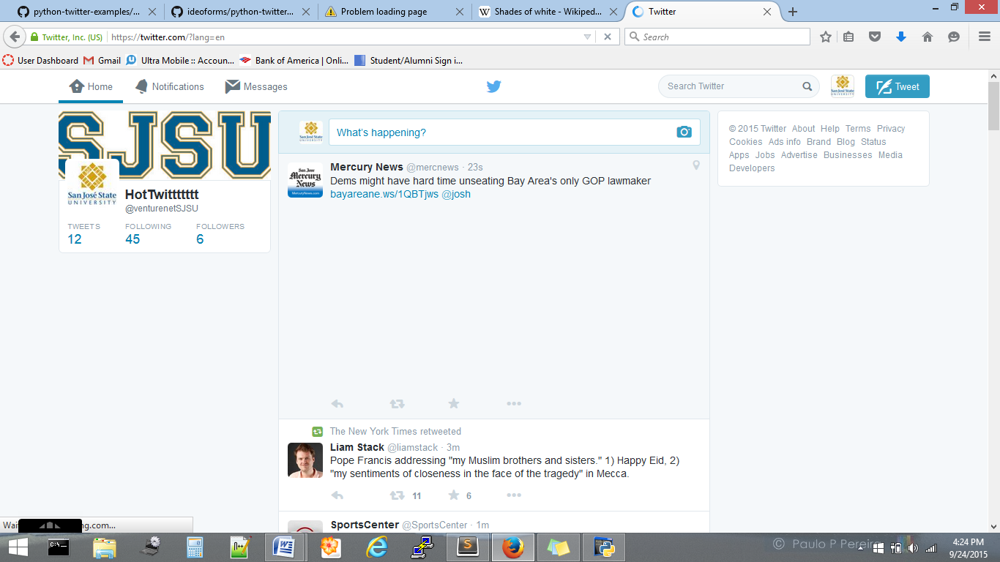 python-twitter-examples/...
ideoforms/python-twitter...
Problem loading page
Shades of white - Wikiped...
Twitter
Twitter, Inc. (US)
https://twitter.com/?lang=en
Search
User Dashboard
Gmail
Ultra Mobile :: Accoun...
Bank of America | Onli...
Student/Alumni Sign i...
Home
Notifications
Messages
Search Twitter
Tweet
SJSU
San José State
UNIVERSITY
HotTwittttttt
@venturenetSJSU
TWEETS FOLLOWING FOLLOWERS
12 45 6
What's happening?
San Jose
Mercury
News
MercuryNews.com
Mercury News @mercnews · 23s
Dems might have hard time unseating Bay Area's only GOP lawmaker
bayareane.ws/1QBTjws @josh
The New York Times retweeted
Liam Stack @liamstack · 3m
Pope Francis addressing "my Muslim brothers and sisters." 1) Happy Eid, 2)
"my sentiments of closeness in the face of the tragedy" in Mecca.
11 6
SportsCenter @SportsCenter · 1m
© 2015 Twitter About Help Terms Privacy
Cookies Ads info Brand Blog Status
Apps Jobs Advertise Businesses Media
Developers
Wai
ng.com...
© Paulo P Pereira
4:24 PM
9/24/2015